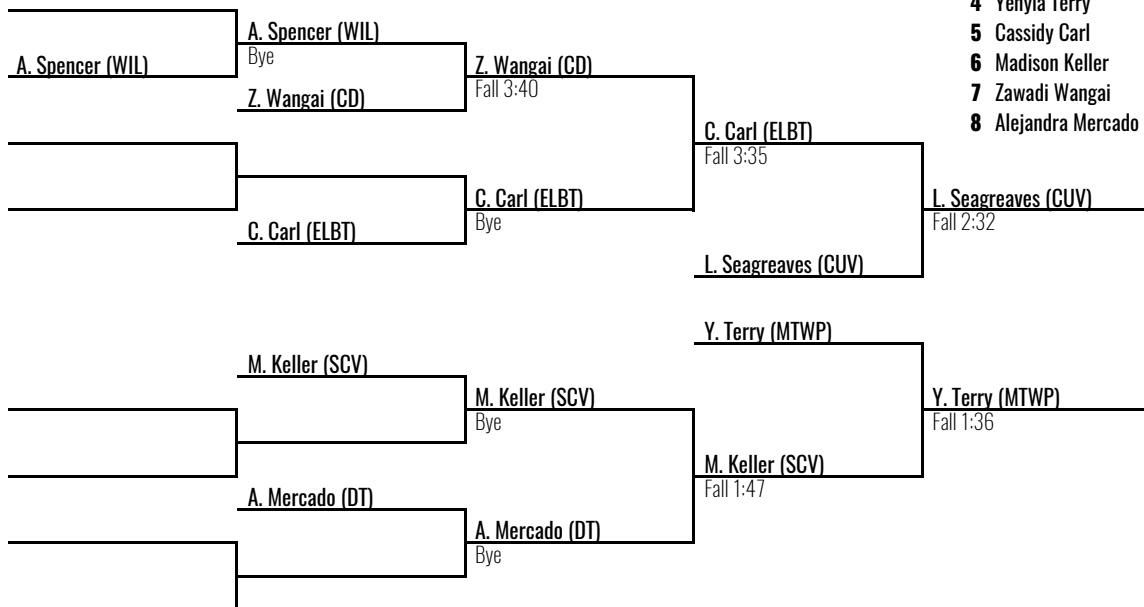 4 Yenyla Terry
5 Cassidy Carl
6 Madison Keller
7 Zawadi Wangai
8 Alejandra Mercado
A. Spencer (WIL)
A. Spencer (WIL)
Bye
Z. Wangai (CD)
Z. Wangai (CD)
Fall 3:40
C. Carl (ELBT)
C. Carl (ELBT)
Bye
C. Carl (ELBT)
Fall 3:35
L. Seagreaves (CUV)
L. Seagreaves (CUV)
Fall 2:32
Y. Terry (MTWP)
M. Keller (SCV)
M. Keller (SCV)
Bye
A. Mercado (DT)
A. Mercado (DT)
Bye
M. Keller (SCV)
Fall 1:47
Y. Terry (MTWP)
Fall 1:36